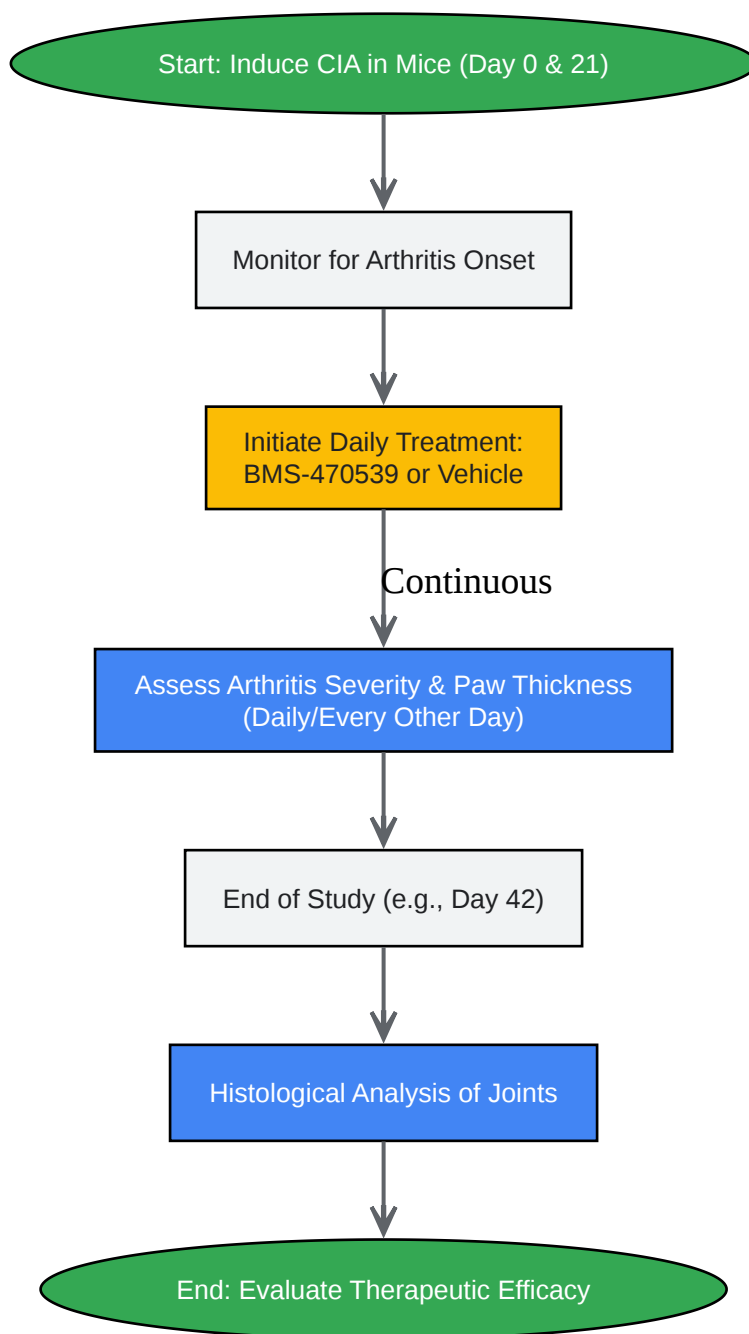 Start: Induce CIA in Mice (Day 0 & 21)
Monitor for Arthritis Onset
Initiate Daily Treatment:
BMS-470539 or Vehicle
Continuous
Assess Arthritis Severity & Paw Thickness
(Daily/Every Other Day)
End of Study (e.g., Day 42)
Histological Analysis of Joints
End: Evaluate Therapeutic Efficacy